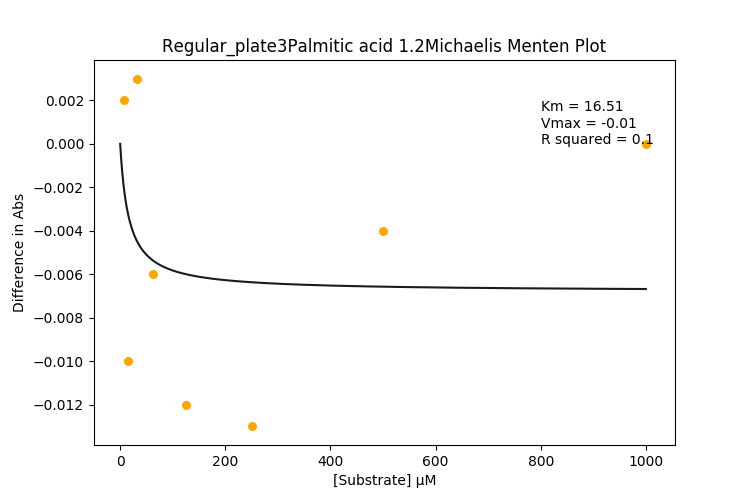 Regular_plate3Palmitic acid 1.2Michaelis Menten Plot
Km = 16.51
Vmax = -0.01
R squared = 0.1
0.002
0.000
−0.002
−0.004
−0.006
−0.008
−0.010
−0.012
Difference in Abs
0
200
400
600
800
1000
[Substrate] μM